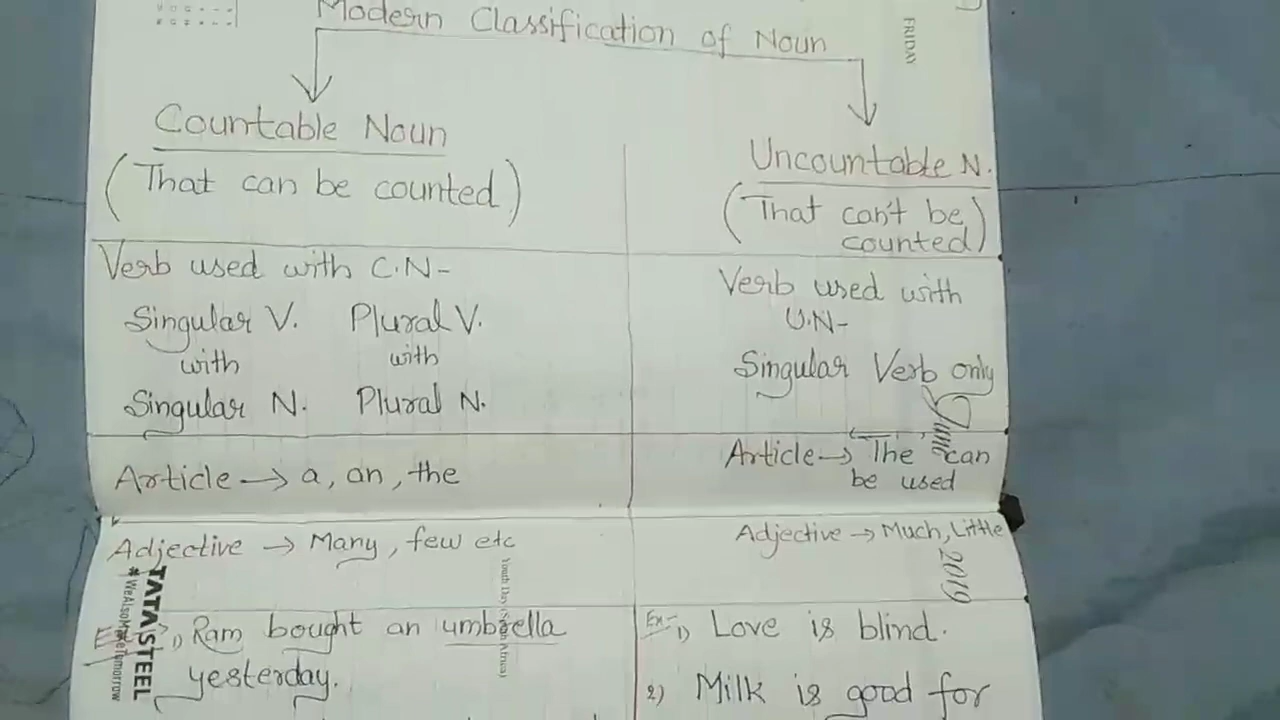 Modern Classification of Noun
FRIDAY
Countable Noun
(That can be counted)
Verb used with C.N-
Singular V. Plural V.
with with
Singular N. Plural N.
Article → a, an, the
Adjective → Many, few etc
1) Ram bought an umbrella
yesterday.
Uncountable N.
(That can't be
counted)
Verb used with
U.N-
Singular Verb only
June
Article → The can
be used
Adjective → Much, Little
2019
Ex- 1) Love is blind.
2) Milk is good for
TATA STEEL
#WeAlsoMakeTomorrow